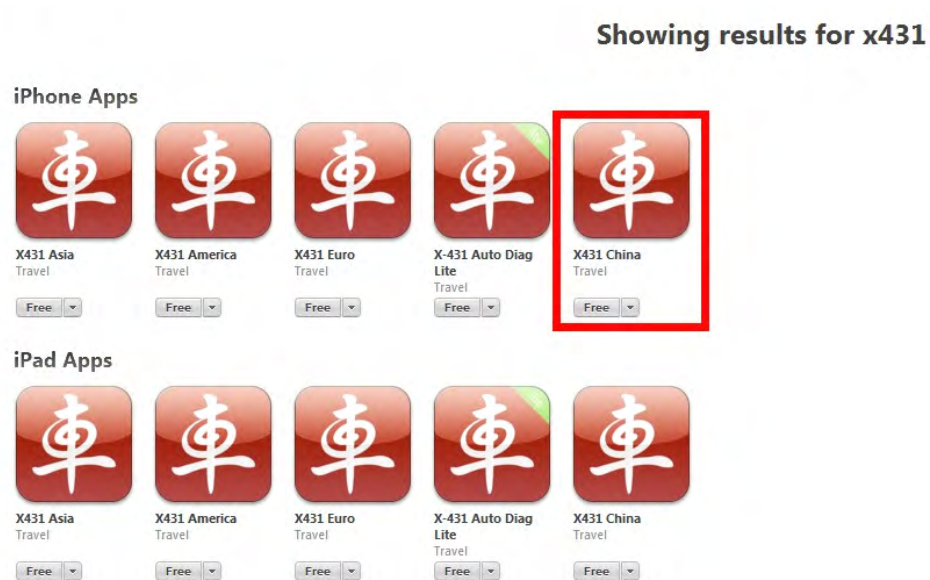 Showing results for x431
iPhone Apps
車 車 車 車 車
X431 Asia X431 America X431 Euro X-431 Auto Diag X431 China
Travel Travel Travel Lite Travel
Travel
Free Free Free Free Free
iPad Apps
車 車 車 車 車
X431 Asia X431 America X431 Euro X-431 Auto Diag X431 China
Travel Travel Travel Lite Travel
Travel
Free Free Free Free Free